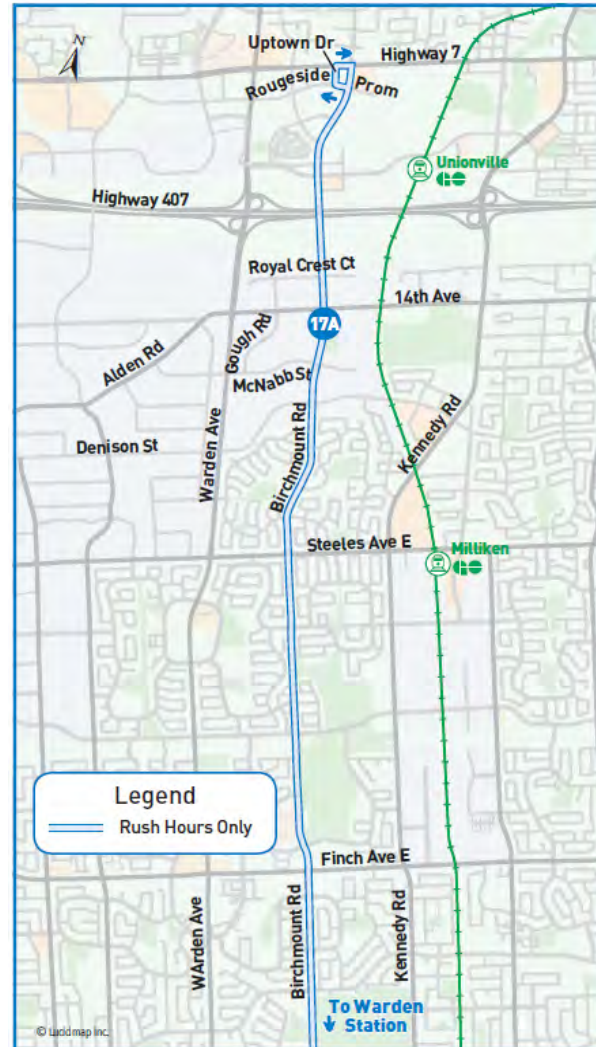 N
Uptown Dr
Highway 7
Rougeside
Prom
Unionville
GO
Highway 407
Royal Crest Ct
14th Ave
17A
Gough Rd
Alden Rd
McNabb St
Kennedy Rd
Warden Ave
Denison St
Birchmount Rd
Steeles Ave E
Milliken
GO
Legend
Rush Hours Only
Finch Ave E
WArden Ave
Birchmount Rd
Kennedy Rd
To Warden
Station
© Lucidmap Inc.